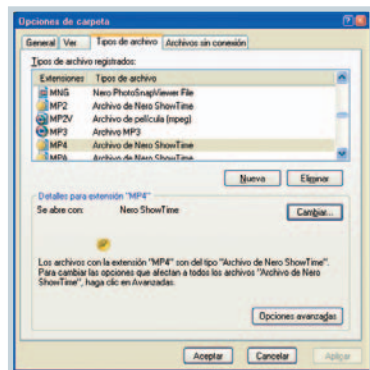 Opciones de carpeta
General Ver Tipos de archivo Archivos sin conexión
Tipos de archivo registrados:
Extensiones Tipos de archivo
MNG Nero PhotoSnapViewer File
MP2 Archivo de Nero ShowTime
MP2V Archivo de película (mpeg)
MP3 Archivo MP3
MP4 Archivo de Nero ShowTime
MPA Archivo de Nero ShowTime
Nueva Eliminar
Detalles para extensión "MP4"
Se abre con: Nero ShowTime Cambiar...
Los archivos con la extensión "MP4" son del tipo "Archivo de Nero ShowTime".
Para cambiar las opciones que afectan a todos los archivos "Archivo de Nero
ShowTime", haga clic en Avanzadas.
Opciones avanzadas
Aceptar Cancelar Aplicar